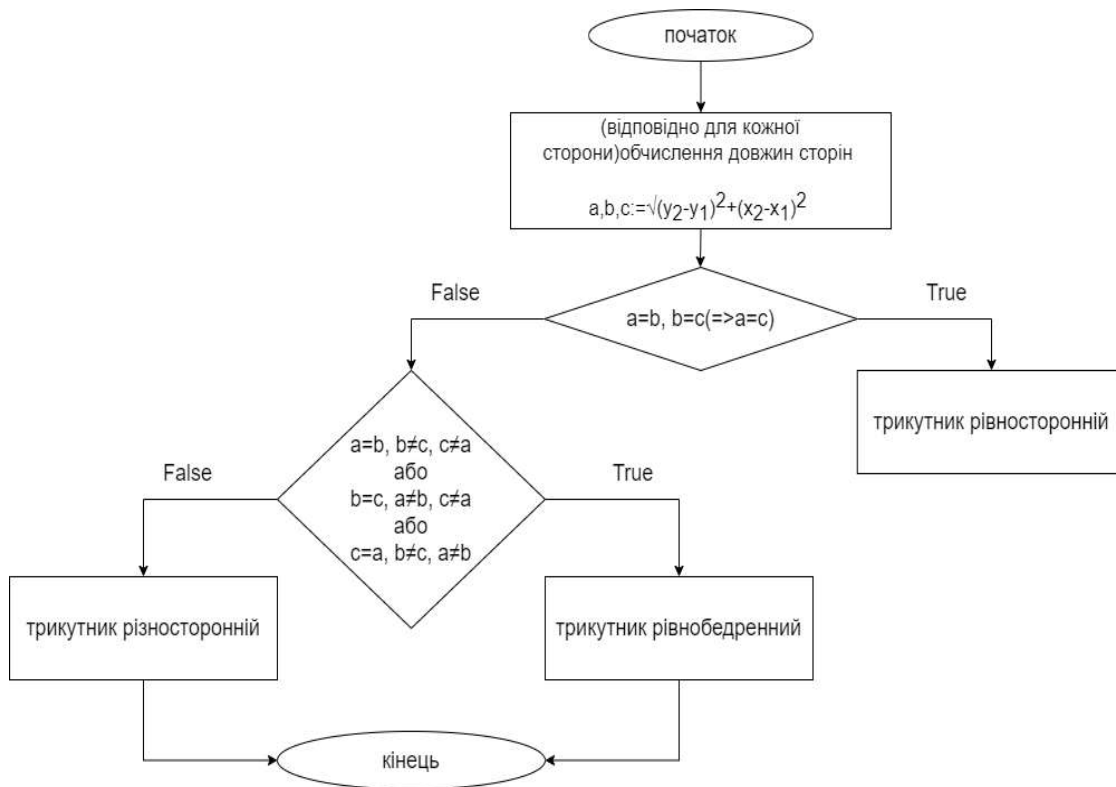 початок
(відповідно для кожної
сторони)обчислення довжин сторін
a,b,c:=√(y₂-y₁)²+(x₂-x₁)²
False
True
a=b, b=c(=>a=c)
трикутник рівносторонній
a=b, b≠c, c≠a
або
b=c, a≠b, c≠a
або
c=a, b≠c, a≠b
False
True
трикутник різносторонній
трикутник рівнобедренний
кінець